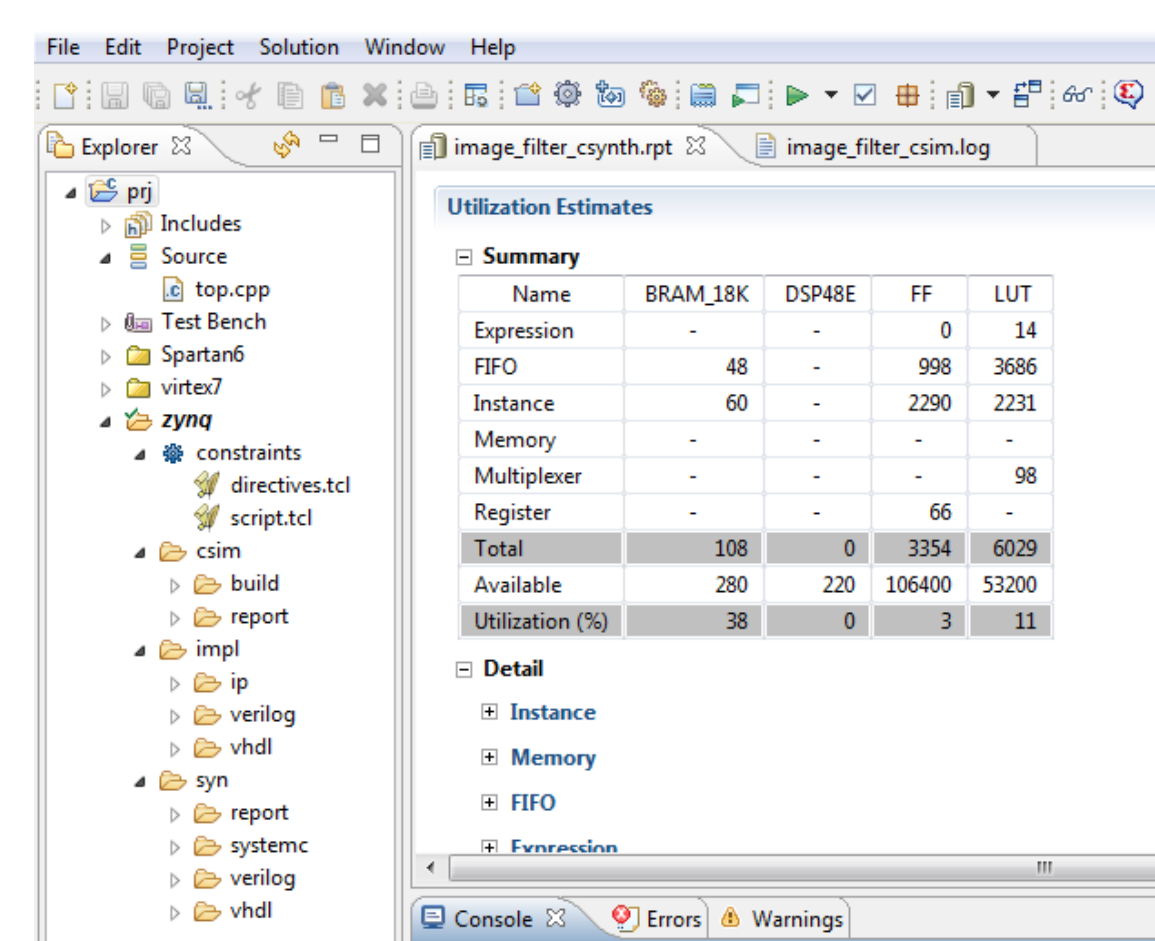 File Edit Project Solution Window Help
Explorer
prj
Includes
Source
top.cpp
Test Bench
Spartan6
virtex7
zynq
constraints
directives.tcl
script.tcl
csim
build
report
impl
ip
verilog
vhdl
syn
report
systemc
verilog
vhdl
image_filter_csynth.rpt image_filter_csim.log
Utilization Estimates
Summary
Name BRAM_18K DSP48E FF LUT
Expression - - 0 14
FIFO 48 - 998 3686
Instance 60 - 2290 2231
Memory - - - -
Multiplexer - - - 98
Register - - 66 -
Total 108 0 3354 6029
Available 280 220 106400 53200
Utilization (%) 38 0 3 11
Detail
Instance
Memory
FIFO
Expression
Console Errors Warnings